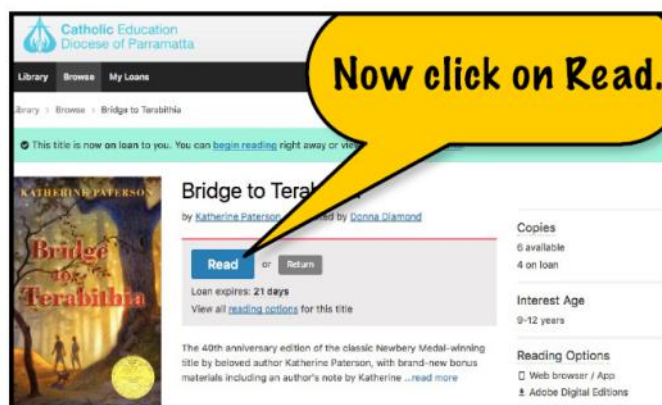 Catholic Education
Diocese of Parramatta
Now click on Read.
Library Browse My Loans
Library > Browse > Bridge to Terabithia
This title is now on loan to you. You can begin reading right away or
Bridge to
by Katherine Paterson by Donna Diamond
KATHERINE PATERSON
Bridge
to
Terabithia
Read or Return
Loan expires: 21 days
View all reading options for this title
The 40th anniversary edition of the classic Newbery Medal-winning
title by beloved author Katherine Paterson, with brand-new bonus
materials including an author's note by Katherine ...read more
Copies
6 available
4 on loan
Interest Age
9-12 years
Reading Options
Web browser / App
Adobe Digital Editions